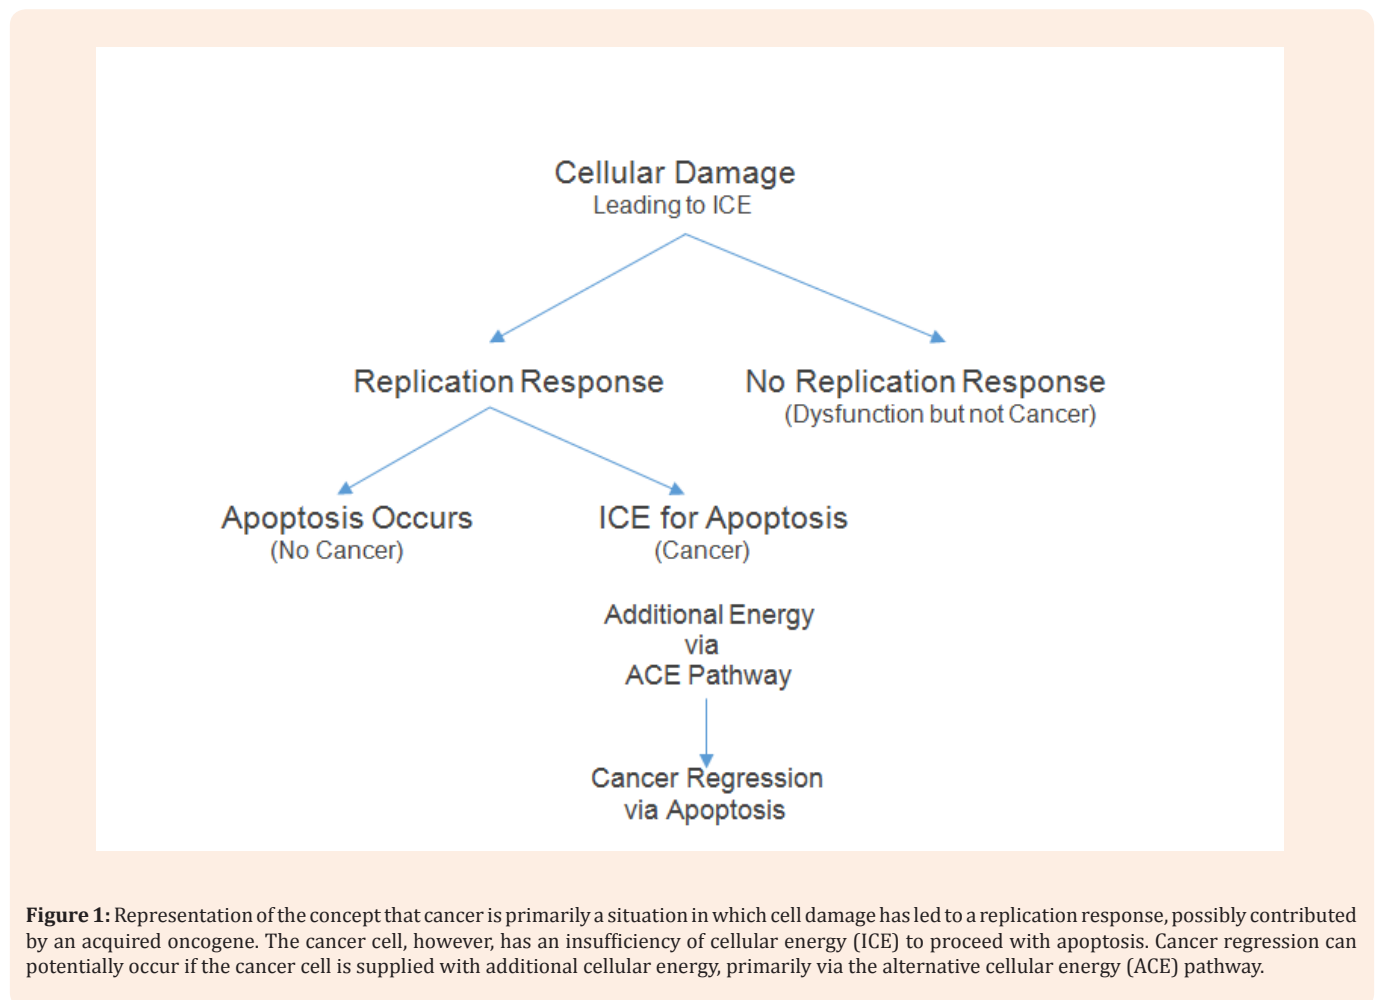 Cellular Damage
Leading to ICE
Replication Response
No Replication Response
(Dysfunction but not Cancer)
Apoptosis Occurs
(No Cancer)
ICE for Apoptosis
(Cancer)
Additional Energy
via
ACE Pathway
Cancer Regression
via Apoptosis
Figure 1: Representation of the concept that cancer is primarily a situation in which cell damage has led to a replication response, possibly contributed
by an acquired oncogene. The cancer cell, however, has an insufficiency of cellular energy (ICE) to proceed with apoptosis. Cancer regression can
potentially occur if the cancer cell is supplied with additional cellular energy, primarily via the alternative cellular energy (ACE) pathway.